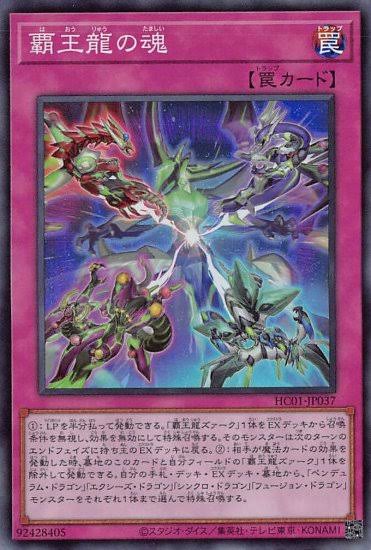 覇王龍の魂
罠
【罠カード】
HC01-JP037
①:LPを半分払って発動できる。「覇王龍ズァーク」1体をEXデッキから召喚
条件を無視し、効果を無効にして特殊召喚する。そのモンスターは次のターンの
エンドフェイズに持ち主のEXデッキに戻る。②:相手が魔法カードの効果を
発動した時、墓地のこのカードと自分フィールドの「覇王龍ズァーク」1体を
除外して発動できる。自分の手札・デッキ・EXデッキ・墓地から、「ペンデュ
ラム・ドラゴン」「エクシーズ・ドラゴン」「シンクロ・ドラゴン」「フュージョン・ドラゴン」
モンスターをそれぞれ1体まで選んで特殊召喚する。
92428405
©スタジオ・ダイス/集英社・テレビ東京・KONAMI